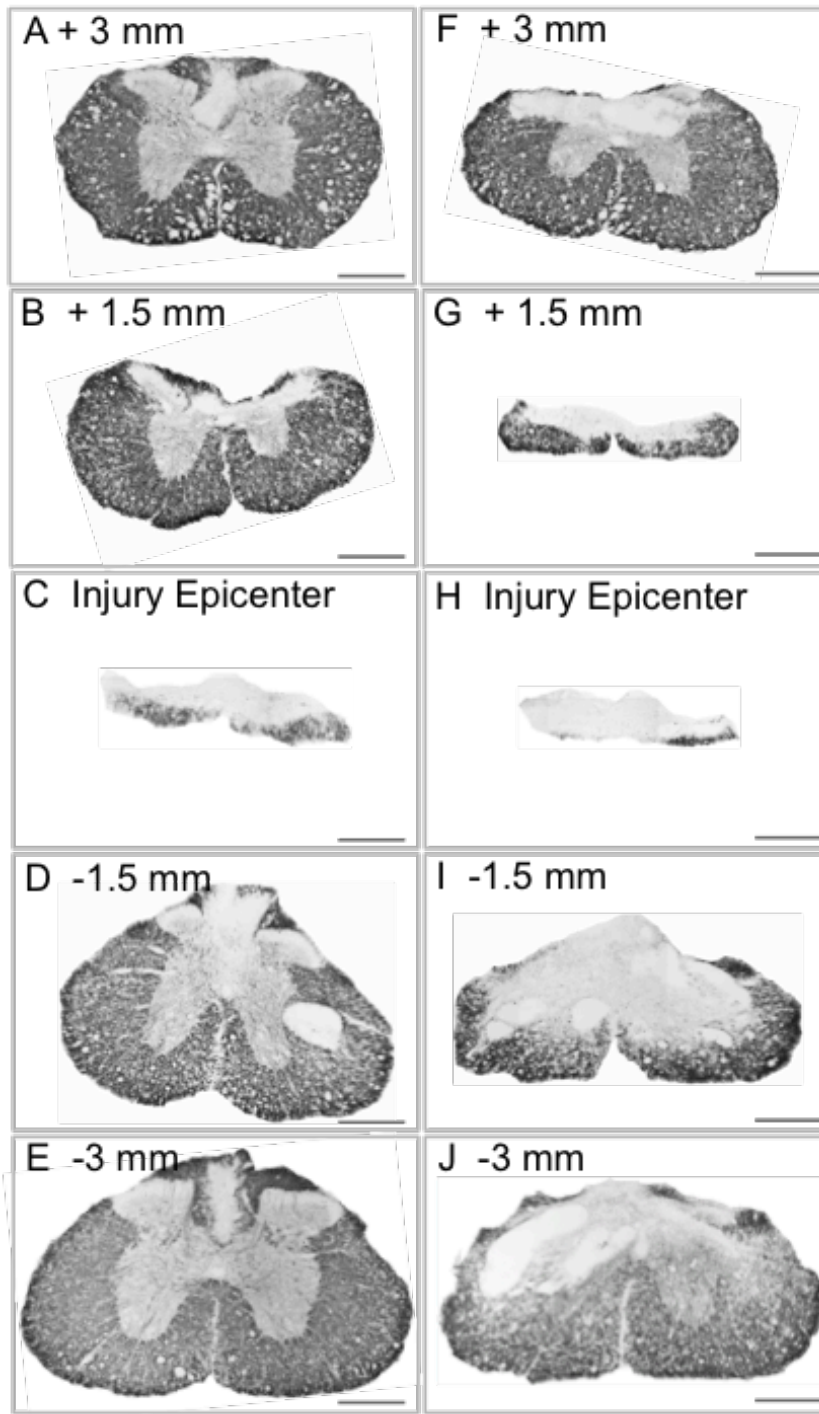 A + 3 mm
F + 3 mm
B + 1.5 mm
G + 1.5 mm
C Injury Epicenter
H Injury Epicenter
D -1.5 mm
I -1.5 mm
E -3 mm
J -3 mm